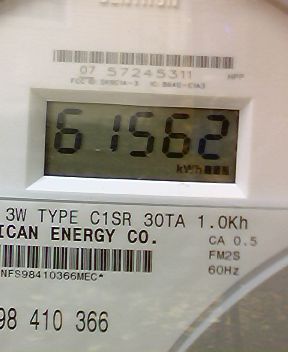 07 57245311 HPP
61562
kWh
3W TYPE C1SR 30TA 1.0Kh
ICAN ENERGY CO.
CA 0.5
FM2S
NFS98410366MEC*
60Hz
98 410 366